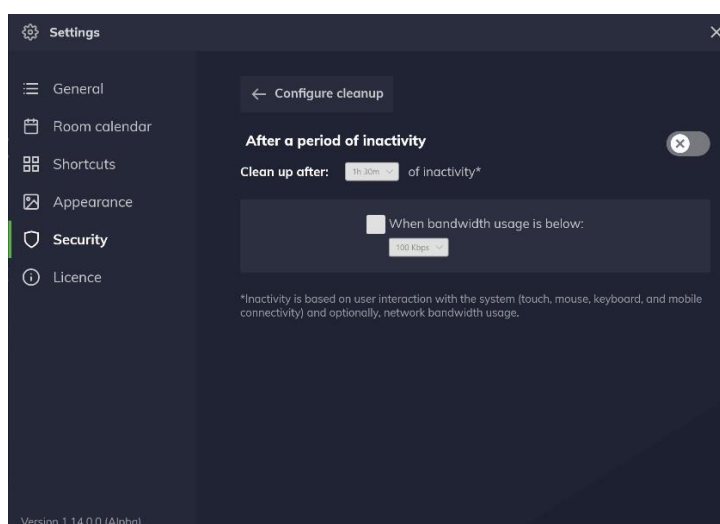 Settings
General
Room calendar
Shortcuts
Appearance
Security
Licence
Configure cleanup
After a period of inactivity
Clean up after: 1h 30m of inactivity*
When bandwidth usage is below:
100 Kbps
*Inactivity is based on user interaction with the system (touch, mouse, keyboard, and mobile
connectivity) and optionally, network bandwidth usage.
Version 1.14.0.0 (Alpha)